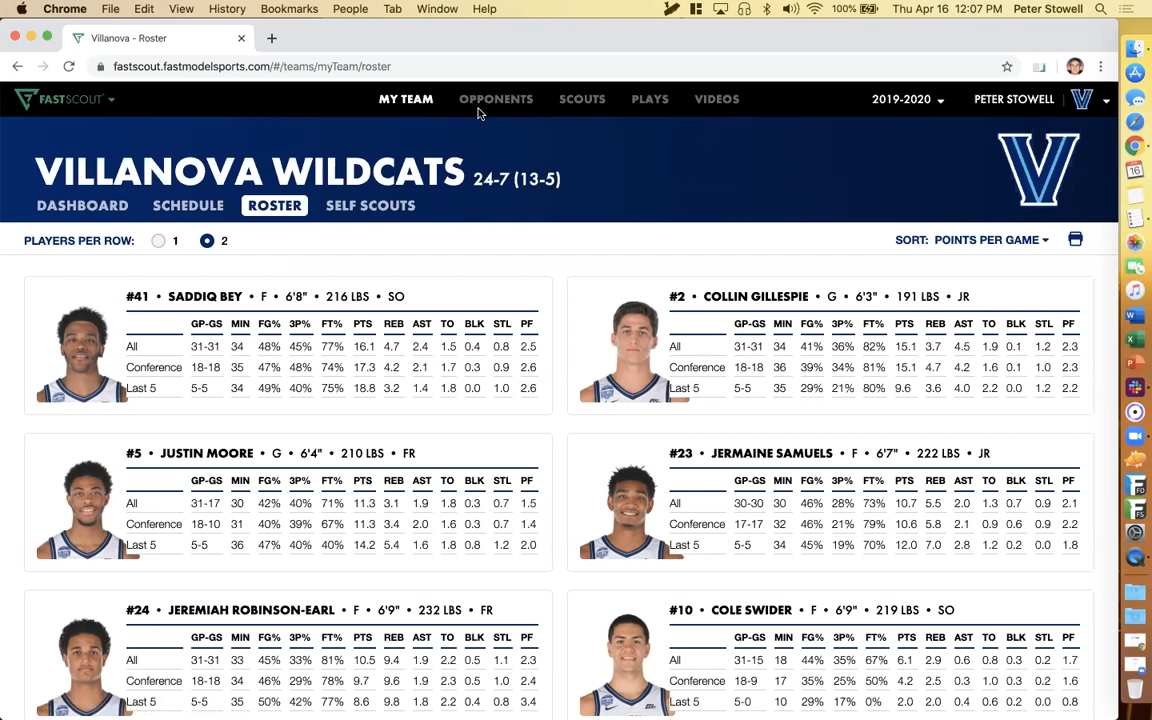 Chrome File Edit View History Bookmarks People Tab Window Help 100% Thu Apr 16 12:07 PM Peter Stowell
Villanova - Roster
fastscout.fastmodelsports.com/#/teams/myTeam/roster
FASTSCOUT MY TEAM OPPONENTS SCOUTS PLAYS VIDEOS 2019-2020 PETER STOWELL
VILLANOVA WILDCATS 24-7 (13-5)
DASHBOARD SCHEDULE ROSTER SELF SCOUTS
PLAYERS PER ROW: 1 2 SORT: POINTS PER GAME
#41 • SADDIQ BEY • F • 6'8" • 216 LBS • SO
GP-GS MIN FG% 3P% FT% PTS REB AST TO BLK STL PF
All 31-31 34 48% 45% 77% 16.1 4.7 2.4 1.5 0.4 0.8 2.5
Conference 18-18 35 47% 48% 74% 17.3 4.2 2.1 1.7 0.3 0.9 2.6
Last 5 5-5 34 49% 40% 75% 18.8 3.2 1.4 1.8 0.0 1.0 2.6
#2 • COLLIN GILLESPIE • G • 6'3" • 191 LBS • JR
GP-GS MIN FG% 3P% FT% PTS REB AST TO BLK STL PF
All 31-31 34 41% 36% 82% 15.1 3.7 4.5 1.9 0.1 1.2 2.3
Conference 18-18 36 39% 34% 81% 15.1 4.7 4.2 1.6 0.1 1.0 2.3
Last 5 5-5 35 29% 21% 80% 9.6 3.6 4.0 2.2 0.0 1.2 2.2
#5 • JUSTIN MOORE • G • 6'4" • 210 LBS • FR
GP-GS MIN FG% 3P% FT% PTS REB AST TO BLK STL PF
All 31-17 30 42% 40% 71% 11.3 3.1 1.9 1.8 0.3 0.7 1.5
Conference 18-10 31 40% 39% 67% 11.3 3.4 2.0 1.6 0.3 0.7 1.4
Last 5 5-5 36 47% 40% 40% 14.2 5.4 1.6 1.8 0.8 1.2 2.0
#23 • JERMAINE SAMUELS • F • 6'7" • 222 LBS • JR
GP-GS MIN FG% 3P% FT% PTS REB AST TO BLK STL PF
All 30-30 30 46% 28% 73% 10.7 5.5 2.0 1.3 0.7 0.9 2.1
Conference 17-17 32 46% 21% 79% 10.6 5.8 2.1 0.9 0.6 0.9 2.2
Last 5 5-5 34 45% 19% 70% 12.0 7.0 2.8 1.2 0.2 0.0 1.8
#24 • JEREMIAH ROBINSON-EARL • F • 6'9" • 232 LBS • FR
GP-GS MIN FG% 3P% FT% PTS REB AST TO BLK STL PF
All 31-31 33 45% 33% 81% 10.5 9.4 1.9 2.2 0.5 1.1 2.3
Conference 18-18 34 46% 29% 78% 9.7 9.6 1.9 2.3 0.5 1.0 2.4
Last 5 5-5 35 50% 42% 77% 8.6 9.8 1.8 2.2 0.4 0.8 3.4
#10 • COLE SWIDER • F • 6'9" • 219 LBS • SO
GP-GS MIN FG% 3P% FT% PTS REB AST TO BLK STL PF
All 31-15 18 44% 35% 67% 6.1 2.9 0.6 0.8 0.3 0.2 1.7
Conference 18-9 17 35% 25% 50% 4.2 2.5 0.3 1.0 0.3 0.2 1.6
Last 5 5-0 10 29% 17% 0% 2.0 2.0 0.4 0.6 0.2 0.0 0.8